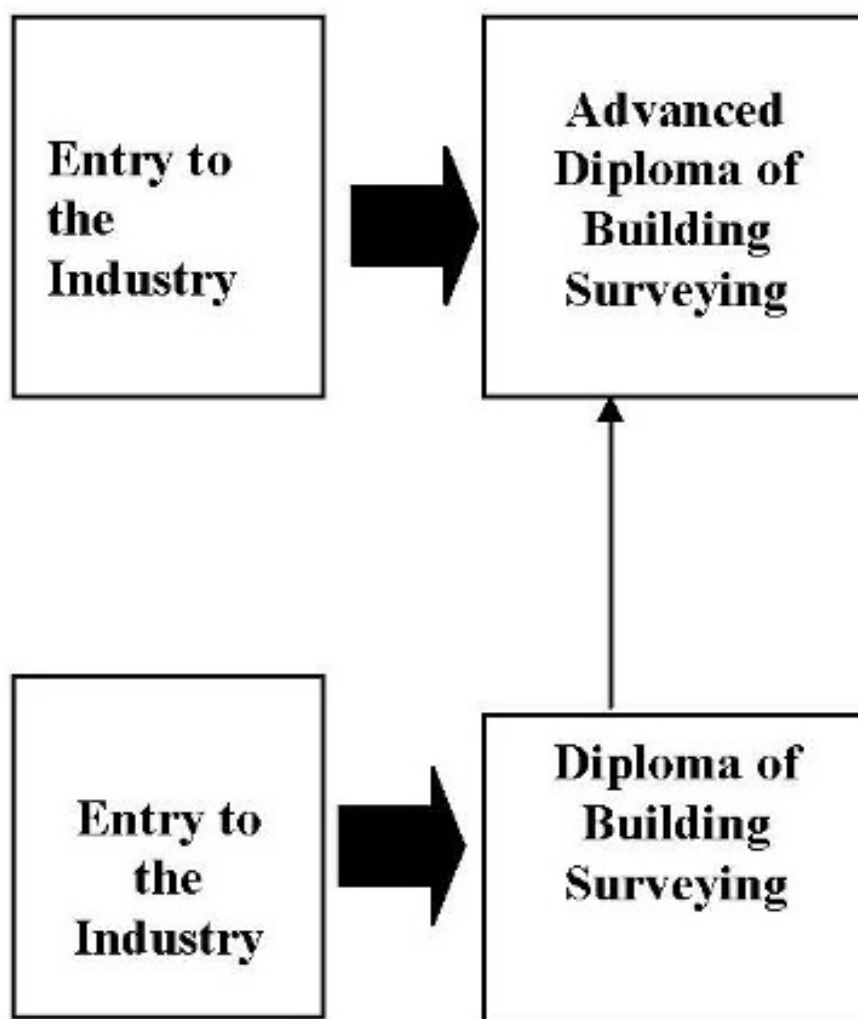 Entry to
the
Industry
Advanced
Diploma of
Building
Surveying
Entry to
the
Industry
Diploma of
Building
Surveying